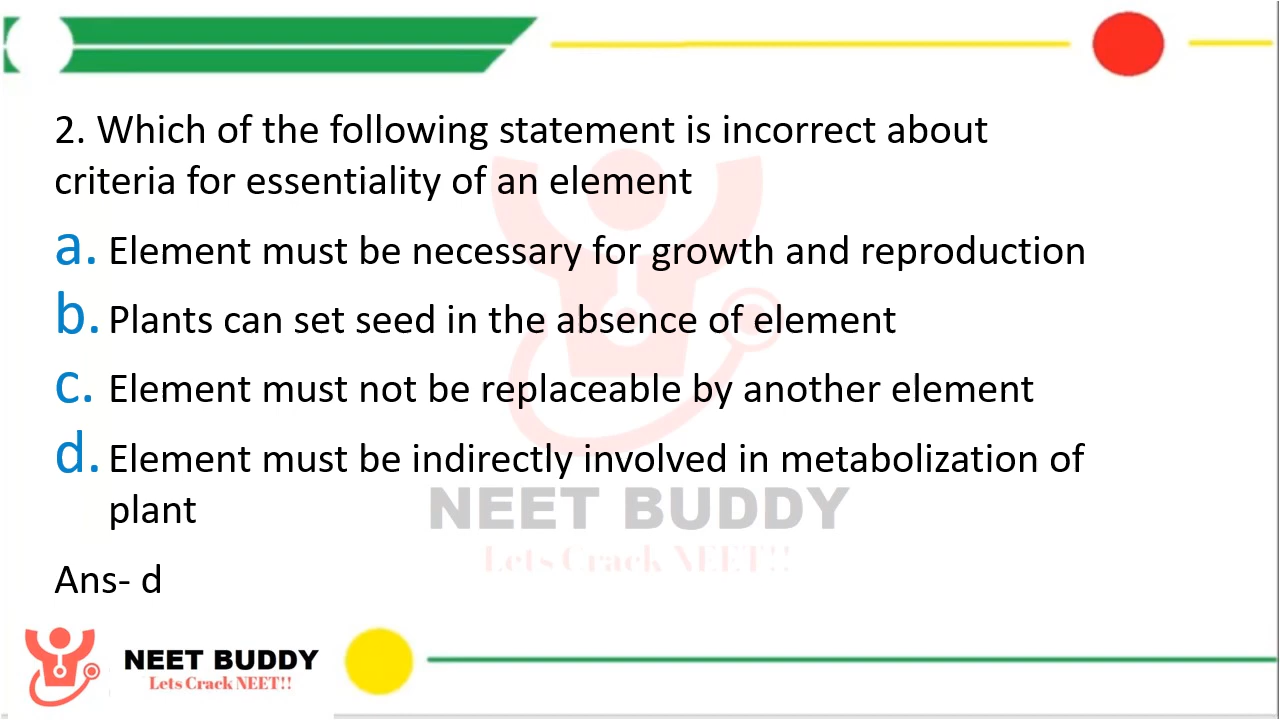 2. Which of the following statement is incorrect about
criteria for essentiality of an element
a. Element must be necessary for growth and reproduction
b. Plants can set seed in the absence of element
c. Element must not be replaceable by another element
d. Element must be indirectly involved in metabolization of
plant
NEET BUDDY
Lets Crack NEET!!
Ans- d
NEET BUDDY
Lets Crack NEET!!